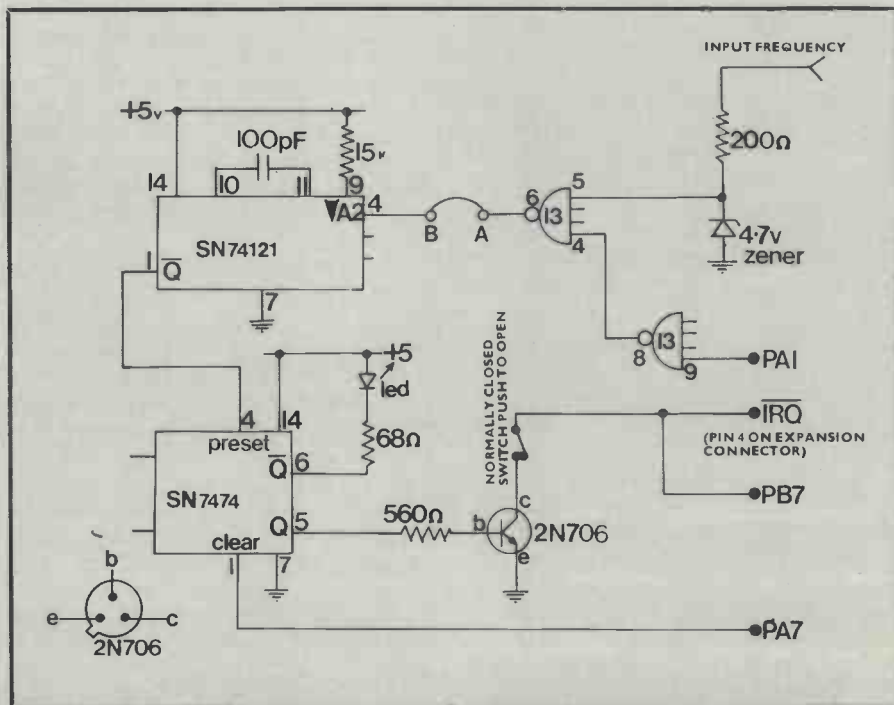 INPUT FREQUENCY
+5v
100pF
15K
200Ω
14
10
11
9
A2
4
6
5
13
4
B
A
4·7v
zener
1
Q̅
SN74121
7
13
8
9
PA1
NORMALLY CLOSED
SWITCH PUSH TO OPEN
+5
led
4
14
preset
Q̅
6
68Ω
IRQ̅
(PIN 4 ON EXPANSION
CONNECTOR)
PB7
SN7474
Q
5
560Ω
c
b
2N706
e
clear
1
7
b
e
c
2N706
PA7